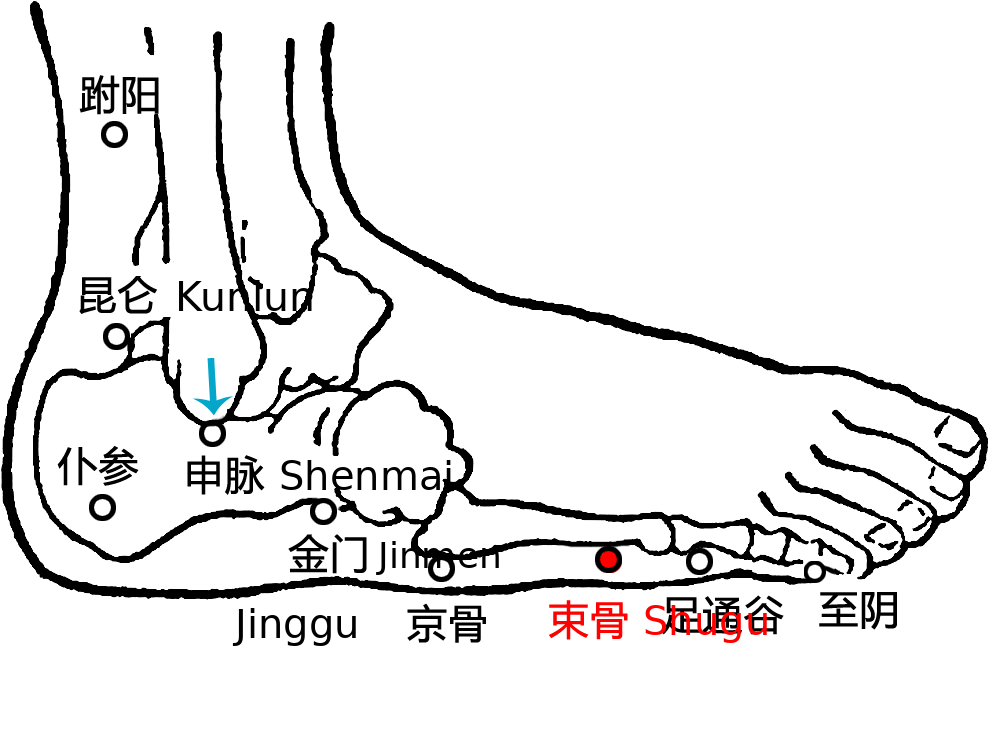 跗阳
昆仑 Kunlun
仆参
申脉 Shenmai
金门 Jinmen
Jinggu 京骨
束骨 Shugu
足通谷
至阴